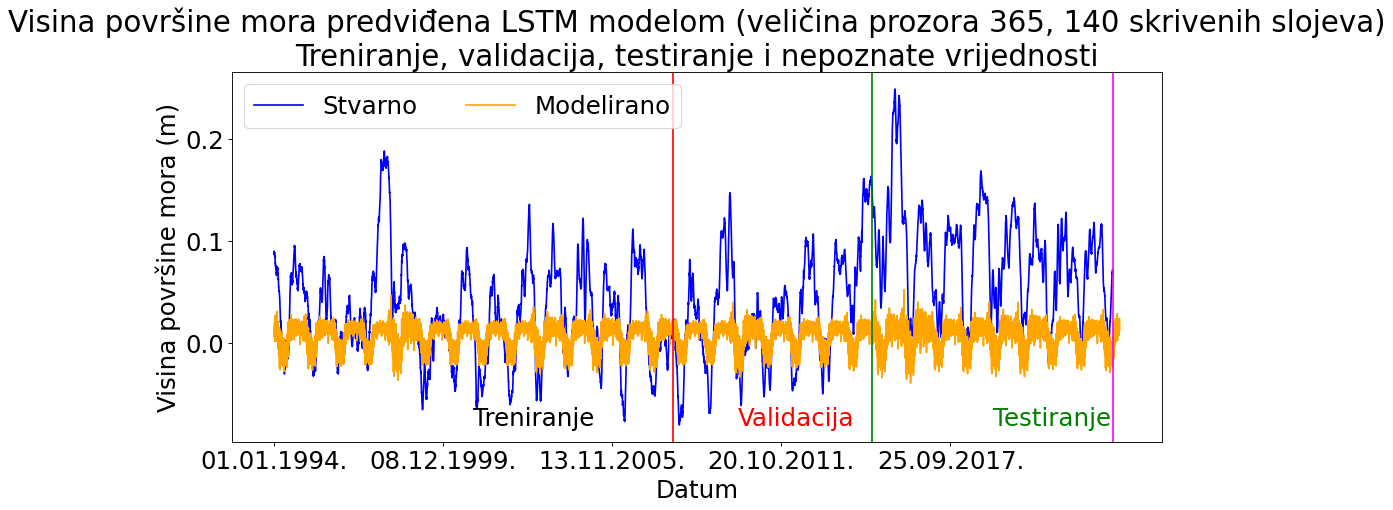 Visina površine mora predviđena LSTM modelom (veličina prozora 365, 140 skrivenih slojeva)
Treniranje, validacija, testiranje i nepoznate vrijednosti
Stvarno
Modelirano
Visina površine mora (m)
0.2
0.1
0.0
Treniranje
Validacija
Testiranje
01.01.1994.
08.12.1999.
13.11.2005.
20.10.2011.
25.09.2017.
Datum